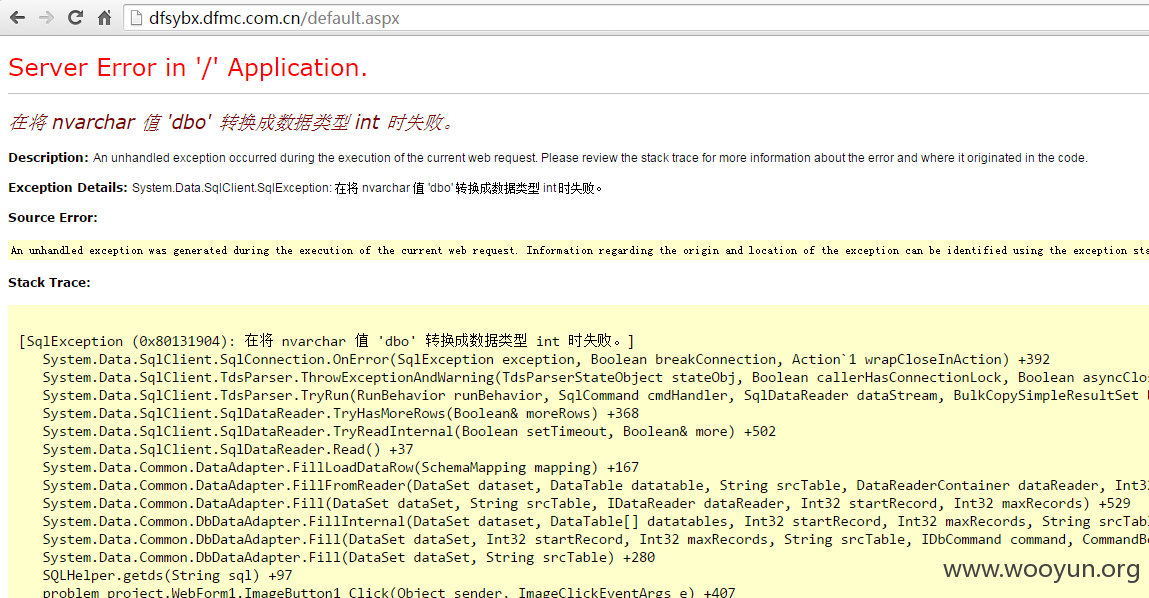 dfsybx.dfmc.com.cn/default.aspx
Server Error in '/' Application.
在将 nvarchar 值 'dbo' 转换成数据类型 int 时失败。
Description: An unhandled exception occurred during the execution of the current web request. Please review the stack trace for more information about the error and where it originated in the code.
Exception Details: System.Data.SqlClient.SqlException: 在将 nvarchar 值 'dbo' 转换成数据类型 int 时失败。
Source Error:
An unhandled exception was generated during the execution of the current web request. Information regarding the origin and location of the exception can be identified using the exception sta
Stack Trace:
[SqlException (0x80131904): 在将 nvarchar 值 'dbo' 转换成数据类型 int 时失败。]
System.Data.SqlClient.SqlConnection.OnError(SqlException exception, Boolean breakConnection, Action`1 wrapCloseInAction) +392
System.Data.SqlClient.TdsParser.ThrowExceptionAndWarning(TdsParserStateObject stateObj, Boolean callerHasConnectionLock, Boolean asyncClos
System.Data.SqlClient.TdsParser.TryRun(RunBehavior runBehavior, SqlCommand cmdHandler, SqlDataReader dataStream, BulkCopySimpleResultSet
System.Data.SqlClient.SqlDataReader.TryHasMoreRows(Boolean& moreRows) +368
System.Data.SqlClient.SqlDataReader.TryReadInternal(Boolean setTimeout, Boolean& more) +502
System.Data.SqlClient.SqlDataReader.Read() +37
System.Data.Common.DataAdapter.FillLoadDataRow(SchemaMapping mapping) +167
System.Data.Common.DataAdapter.FillFromReader(DataSet dataset, DataTable datatable, String srcTable, DataReaderContainer dataReader, Int3
System.Data.Common.DataAdapter.Fill(DataSet dataSet, String srcTable, IDataReader dataReader, Int32 startRecord, Int32 maxRecords) +529
System.Data.Common.DbDataAdapter.FillInternal(DataSet dataset, DataTable[] datatables, Int32 startRecord, Int32 maxRecords, String srcTab
System.Data.Common.DbDataAdapter.Fill(DataSet dataSet, Int32 startRecord, Int32 maxRecords, String srcTable, IDbCommand command, CommandBe
System.Data.Common.DbDataAdapter.Fill(DataSet dataSet, String srcTable) +280
SQLHelper.getds(String sql) +97
problem_project.WebForm1.ImageButton1_Click(Object sender, ImageClickEventArgs e) +407
www.wooyun.org